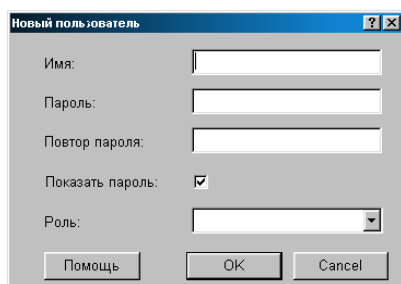 Новый пользователь
Имя:
Пароль:
Повтор пароля:
Показать пароль:
Роль:
Помощь OK Cancel